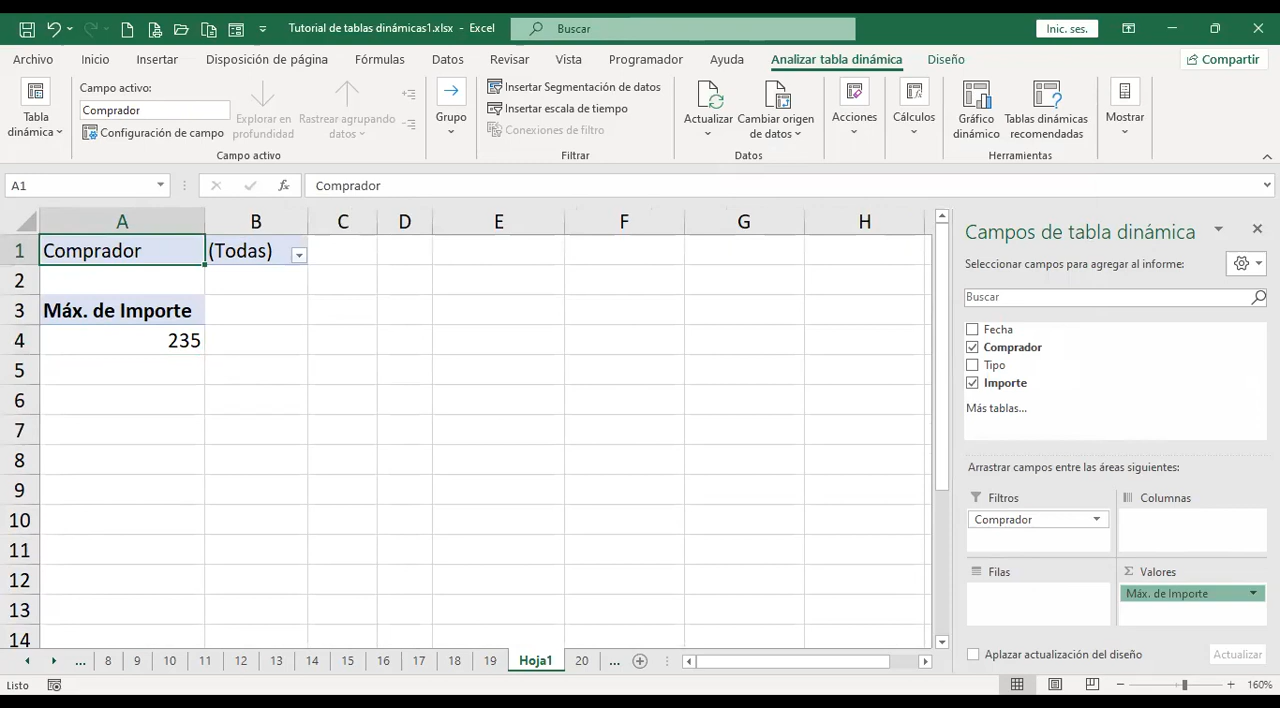 Tutorial de tablas dinámicas1.xlsx - Excel
Buscar
Inic. ses.
Archivo Inicio Insertar Disposición de página Fórmulas Datos Revisar Vista Programador Ayuda Analizar tabla dinámica Diseño Compartir
Tabla dinámica
Campo activo:
Comprador
Configuración de campo
Explorar en profundidad
Rastrear agrupando datos
Campo activo
Grupo
Insertar Segmentación de datos
Insertar escala de tiempo
Conexiones de filtro
Filtrar
Actualizar
Cambiar origen de datos
Datos
Acciones
Cálculos
Gráfico dinámico
Tablas dinámicas recomendadas
Herramientas
Mostrar
A1
fx
Comprador
A B C D E F G H
1 Comprador (Todas)
2
3 Máx. de Importe
4 235
5
6
7
8
9
10
11
12
13
14
Campos de tabla dinámica
Seleccionar campos para agregar al informe:
Buscar
Fecha
Comprador
Tipo
Importe
Más tablas...
Arrastrar campos entre las áreas siguientes:
Filtros
Comprador
Columnas
Filas
Σ Valores
Máx. de Importe
Aplazar actualización del diseño
Actualizar
... 8 9 10 11 12 13 14 15 16 17 18 19 Hoja1 20 ...
Listo
160%